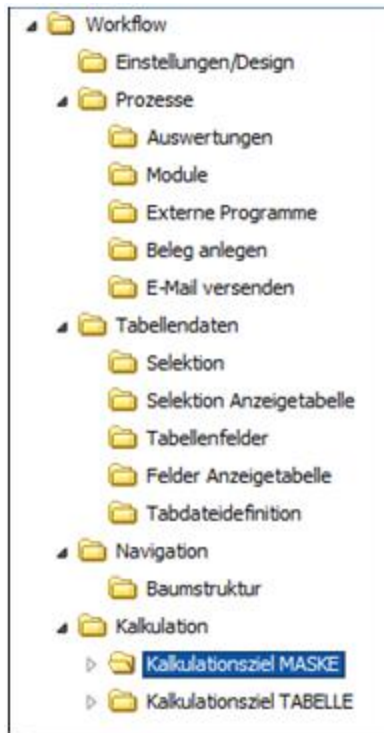 Workflow
Einstellungen/Design
Prozesse
Auswertungen
Module
Externe Programme
Beleg anlegen
E-Mail versenden
Tabellendaten
Selektion
Selektion Anzeigetabelle
Tabellenfelder
Felder Anzeigetabelle
Tabdateidefinition
Navigation
Baumstruktur
Kalkulation
Kalkulationsziel MASKE
Kalkulationsziel TABELLE